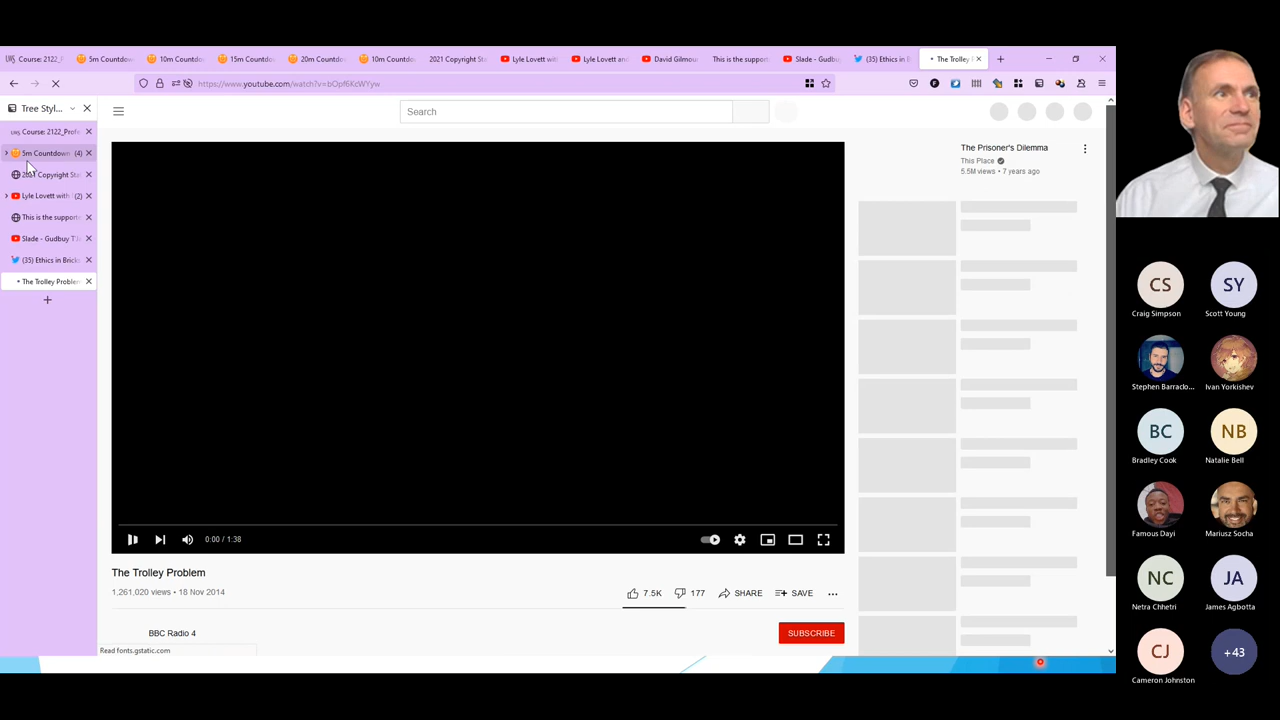 Course: 2122_P
5m Countdow
10m Countdo
15m Countdo
20m Countdo
10m Countdo
2021 Copyright Sta
Lyle Lovett wit
Lyle Lovett an
David Gilmou
This is the support
Slade - Gudbuy
(35) Ethics in B
The Trolley P
https://www.youtube.com/watch?v=bOpf6KcWYyw
Tree Styl...
Search
Course: 2122_Profe
5m Countdown (4)
2021 Copyright Sta
Lyle Lovett with (2)
This is the support
Slade - Gudbuy T'J
(35) Ethics in Brick
The Trolley Problem
The Prisoner's Dilemma
This Place
5.5M views • 7 years ago
0:00 / 1:38
The Trolley Problem
1,261,020 views • 18 Nov 2014
7.5K
177
SHARE
SAVE
BBC Radio 4
SUBSCRIBE
Read fonts.gstatic.com
CS
SY
Craig Simpson
Scott Young
Stephen Barraclo...
Ivan Yorkishev
BC
NB
Bradley Cook
Natalie Bell
Famous Dayi
Mariusz Socha
NC
JA
Netra Chhetri
James Agbotta
CJ
+43
Cameron Johnston